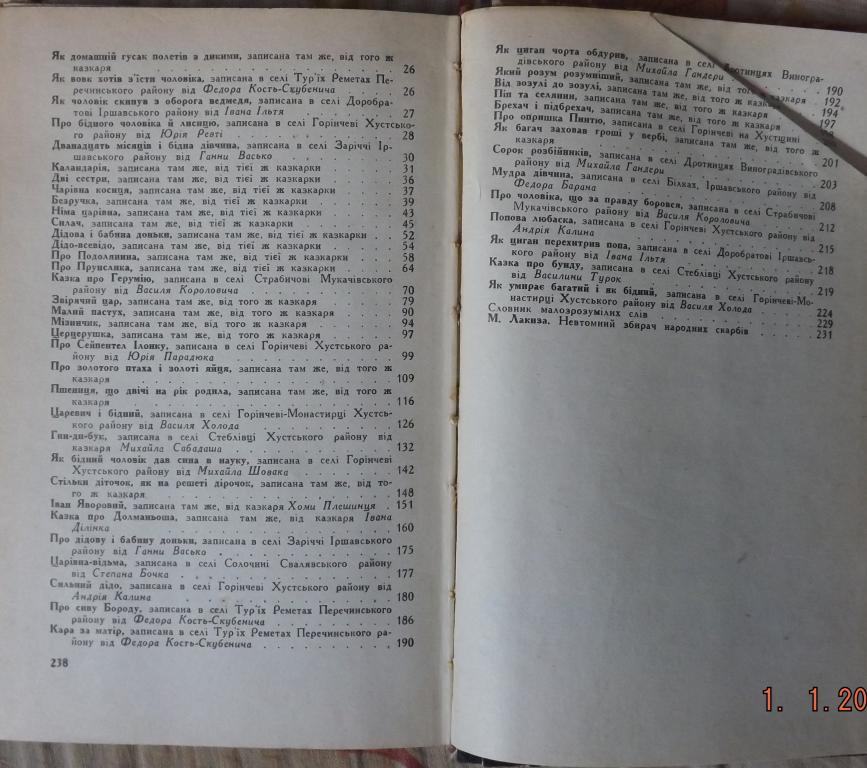 Як домашній гусак полетів з дикими, записана там же, від того ж
казкаря . . . . . . . . 26
Як вовк хотів з'їсти чоловіка, записана в селі Тур'їх Реметах Пе-
речинського району від Федора Кость-Скубенича . . . . 26
Як чоловік скинув з оборога ведмедя, записана в селі Доробра-
тові Іршавського району від Івана Ільтя . . . . 27
Про бідного чоловіка й лисицю, записана в селі Горінчеві Хустсько-
го району від Юрія Ревті . . . . 28
Дванадцять місяців і бідна дівчина, записана в селі Заріччі Ір-
шавського району від Ганни Васько . . . . 30
Каландарія, записана там же, від тієї ж казкарки . . . . 31
Дві сестри, записана там же, від тієї ж казкарки . . . . 36
Чарівна косиця, записана там же, від тієї ж казкарки . . . . 37
Безручка, записана там же, від тієї ж казкарки . . . . 39
Німа царівна, записана там же, від тієї ж казкарки . . . . 43
Силач, записана там же, від тієї ж казкарки . . . . 45
Дідова і бабина доньки, записана там же, від тієї ж казкарки . . 52
Дідо-всевідо, записана там же, від тієї ж казкарки . . . . 54
Про Подолянина, записана там же, від тієї ж казкарки . . . . 58
Про Прунслика, записана там же, від тієї ж казкарки . . . . 64
Казка про Герумію, записана в селі Страбичові Мукачівського
району від Василя Короловича . . . . 70
Звірячий цар, записана там же, від того ж казкаря . . . . 79
Малий пастух, записана там же, від того ж казкаря . . . . 90
Мізинчик, записана там же, від того ж казкаря . . . . 94
Церцерушка, записана там же, від того ж казкаря . . . . 97
Про Сейпентел Ілонку, записана в селі Горінчеві Хустського ра-
йону від Юрія Парадюка . . . . 99
Про золотого птаха і золоті яйця, записана там же, від того ж
казкаря . . . . 109
Пшениця, що двічі на рік родила, записана там же, від того ж
казкаря . . . . 116
Царевич і бідний, записана в селі Горінчеві-Монастирці Хустсь-
кого району від Василя Холода . . . . 126
Гин-ди-бук, записана в селі Стеблівці Хустського району від
казкаря Михайла Сабадаша . . . . 132
Як бідний чоловік дав сина в науку, записана в селі Горінчеві
Хустського району від Михайла Шовака . . . . 142
Стільки діточок, як на решеті дірочок, записана там же, від то-
го ж казкаря . . . . 148
Іван Яворовий, записана там же, від казкаря Хоми Плешинця . 151
Казка про Долманьоша, записана там же, від казкаря Івана
Ділінка . . . . 160
Про дідову і бабину доньки, записана в селі Заріччі Іршавського
району від Ганни Васько . . . . 175
Царівна-відьма, записана в селі Солочині Свалявського району
від Степана Бочка . . . . 177
Сильний дідо, записана в селі Горінчеві Хустського району від
Андрія Калина . . . . 180
Про сиву Бороду, записана в селі Тур'їх Реметах Перечинського
району від Федора Кость-Скубенича . . . . 186
Кара за матір, записана в селі Тур'їх Реметах Перечинського ра-
йону від Федора Кость-Скубенича . . . . 190
238
Як циган чорта обдурив, записана в селі Дротинцях Виногра-
дівського району від Михайла Гандери . . . . 190
Який розум розумніший, записана там же, від того ж казкаря . 192
Від зозулі до зозулі, записана там же, від того ж казкаря . 194
Піп та селянин, записана там же, від того ж казкаря . 197
Брехач і підбрехач, записана там же, від того ж казкаря
Про опришка Пинтю, записана в селі Горінчеві на Хустщині
Як багач заховав гроші у вербі, записана там же, від того ж
казкаря . . . . 201
Сорок розбійників, записана в селі Дротинцях Виноградівського
району від Михайла Гандери . . . . 203
Мудра дівчина, записана в селі Білках, Іршавського району від
Федора Барана . . . . 208
Про чоловіка, що за правду боровся, записана в селі Страбичові
Мукачівського району від Василя Короловича . . . . 212
Попова любаска, записана в селі Горінчеві Хустського району від
Андрія Калина . . . . 215
Як циган перехитрив попа, записана в селі Доробратові Іршавсь-
кого району від Івана Ільтя . . . . 218
Казка про бунду, записана в селі Стеблівці Хустського району
від Василини Турок . . . . 219
Як умирає багатий і як бідний, записана в селі Горінчеві-Мо-
настирці Хустського району від Василя Холода . . . . 224
Словник малозрозумілих слів . . . . 229
М. Лакиза. Невтомний збирач народних скарбів . . . . 231
1. 1.20